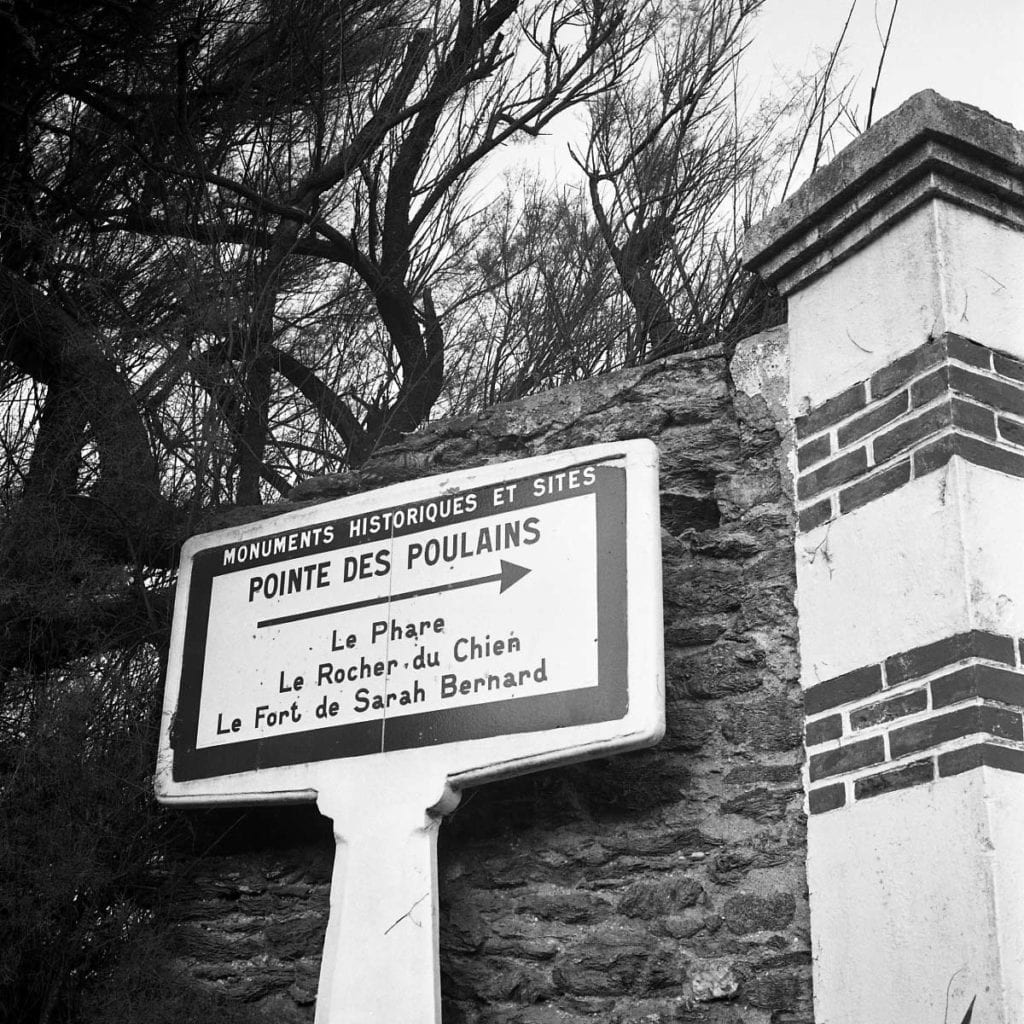 MONUMENTS HISTORIQUES ET SITES
POINTE DES POULAINS
Le Phare
Le Rocher du Chien
Le Fort de Sarah Bernard